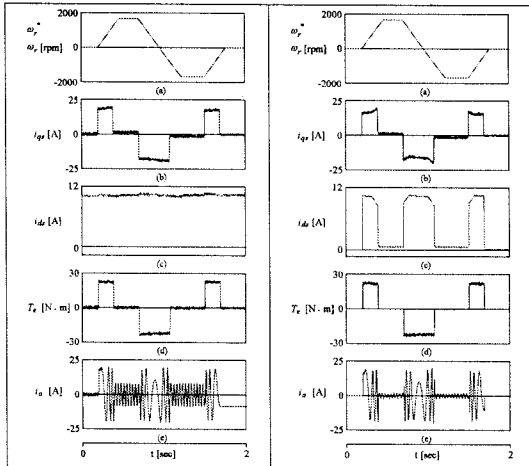 2000
ω_r*
ω_r [rpm]
0
-2000
(a)
25
i_qs [A]
0
-25
(b)
12
i_ds [A]
0
(c)
30
T_e [N·m]
0
-30
(d)
25
i_a [A]
0
-25
(e)
0 t [sec] 2
2000
ω_r*
ω_r [rpm]
0
-2000
(a)
25
i_qs [A]
0
-25
(b)
12
i_ds [A]
0
(c)
30
T_e [N·m]
0
-30
(d)
25
i_a [A]
0
-25
(e)
0 t [sec] 2